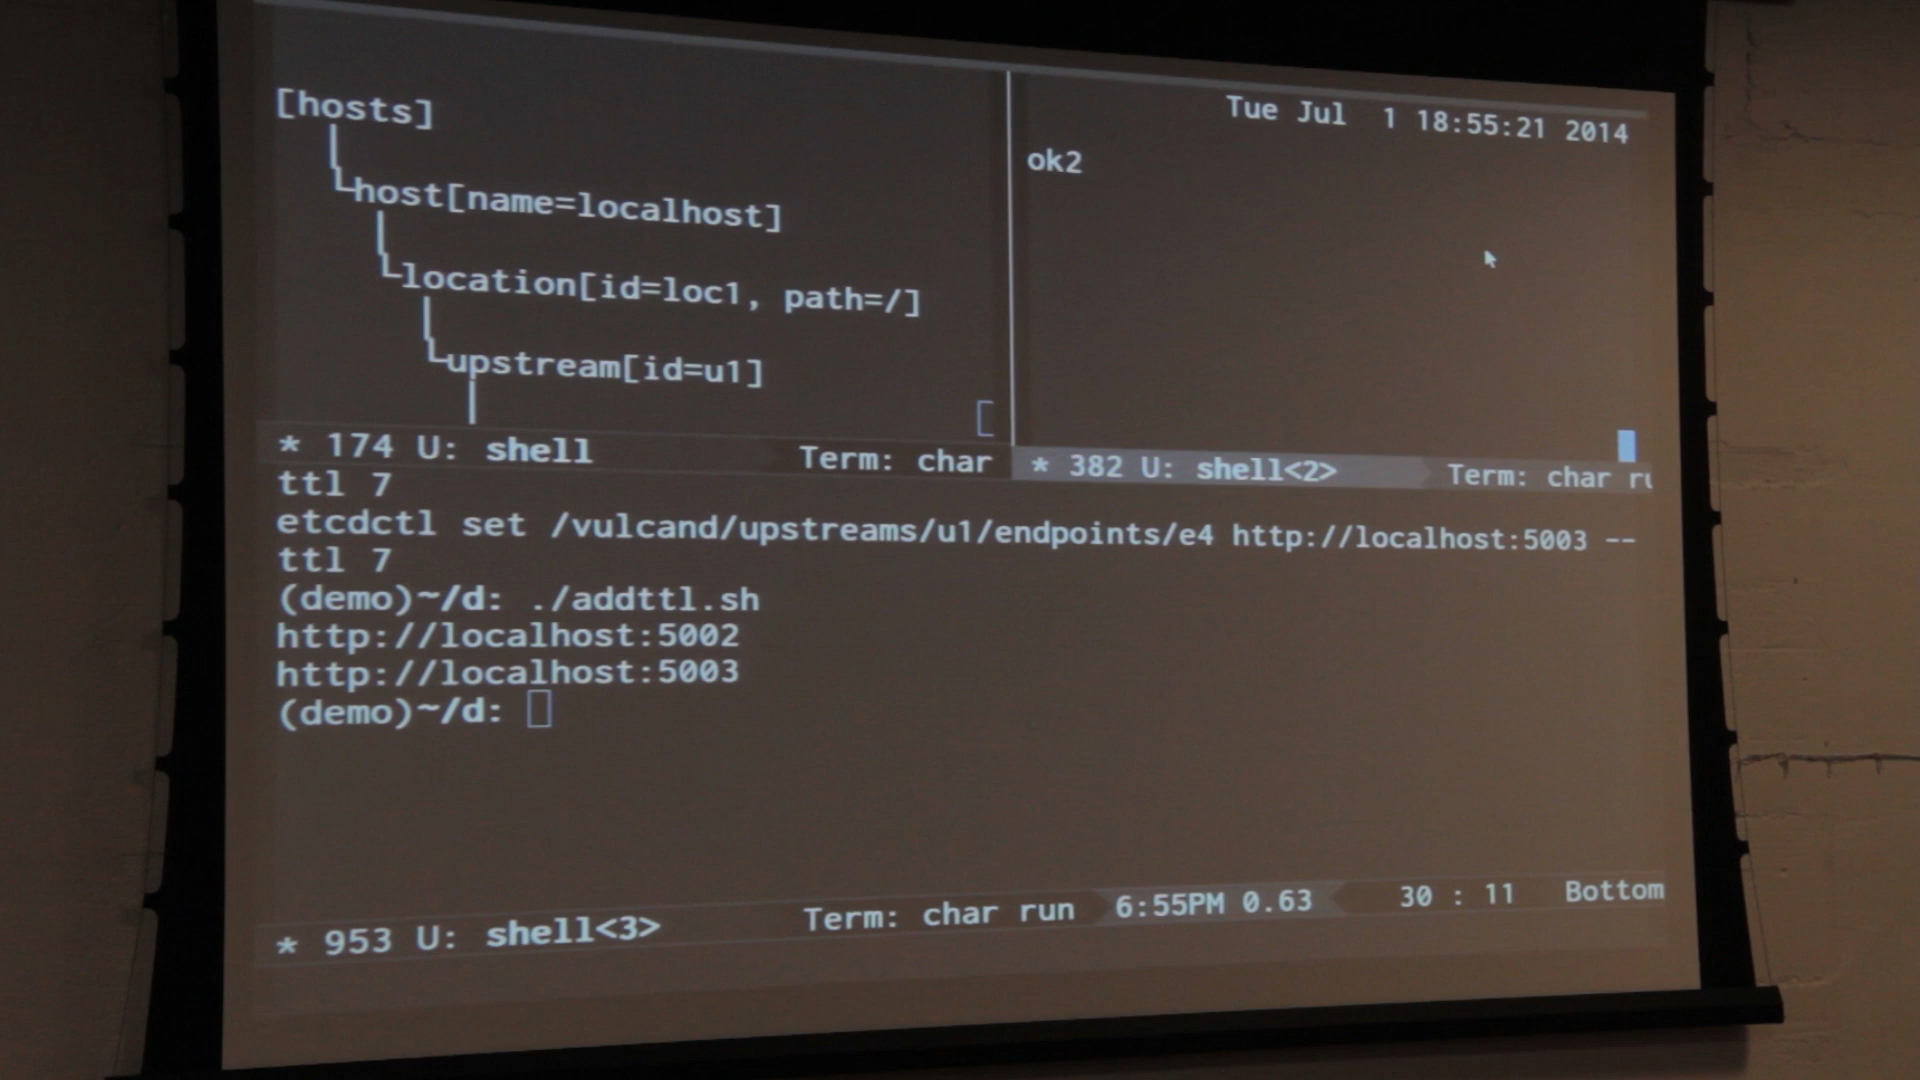 [hosts]
host[name=localhost]
location[id=loc1, path=/]
upstream[id=u1]
* 174 U: shell Term: char
Tue Jul 1 18:55:21 2014
ok2
* 382 U: shell<2> Term: char ru
ttl 7
etcdctl set /vulcand/upstreams/u1/endpoints/e4 http://localhost:5003 --
ttl 7
(demo)~/d: ./addttl.sh
http://localhost:5002
http://localhost:5003
(demo)~/d:
* 953 U: shell<3> Term: char run 6:55PM 0.63 30 : 11 Bottom